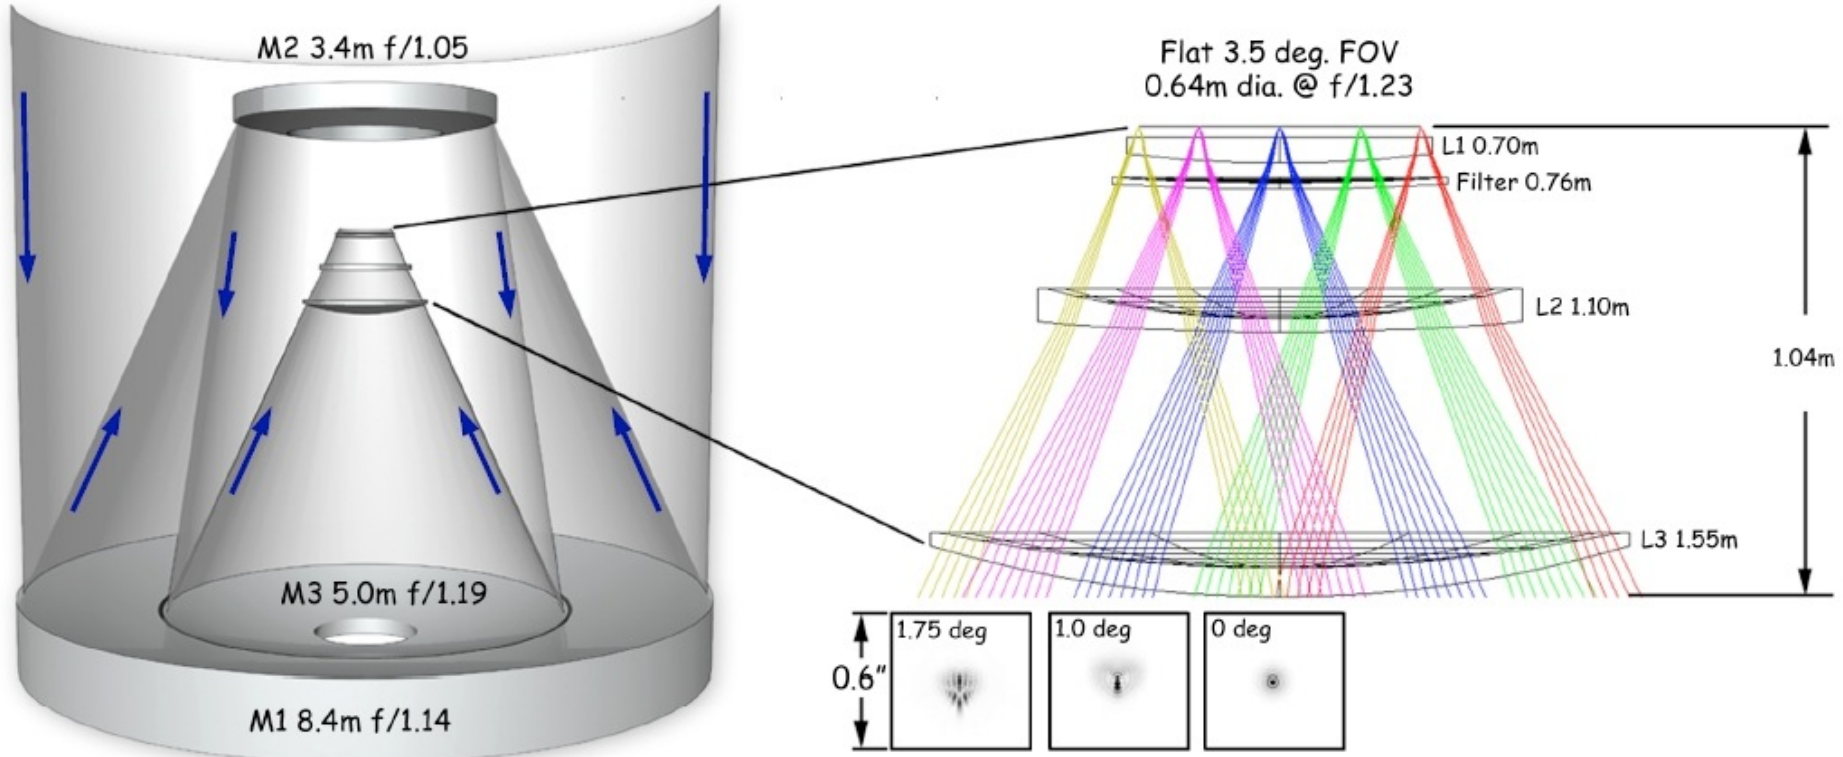 M2 3.4m f/1.05
M3 5.0m f/1.19
M1 8.4m f/1.14
Flat 3.5 deg. FOV
0.64m dia. @ f/1.23
L1 0.70m
Filter 0.76m
L2 1.10m
1.04m
L3 1.55m
0.6”
1.75 deg
1.0 deg
0 deg